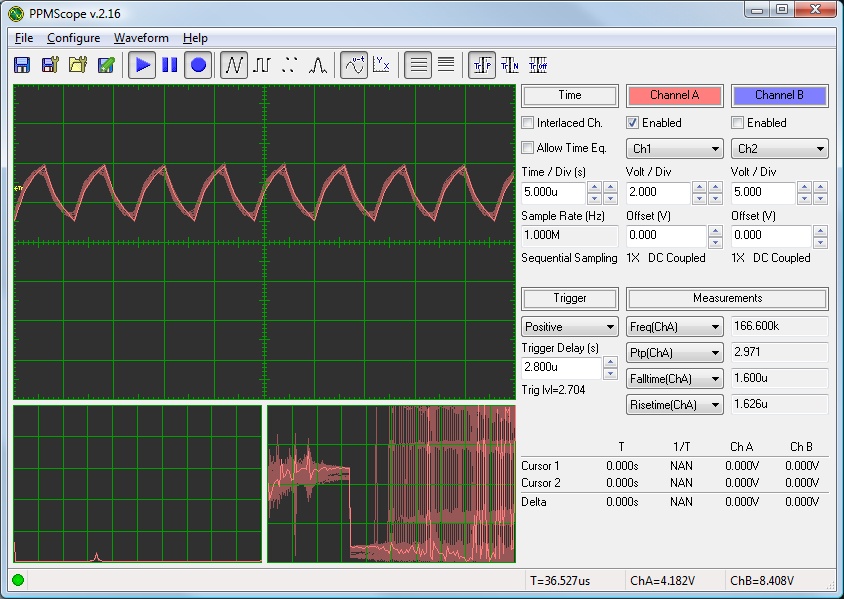 PPMScope v.2.16
File Configure Waveform Help
Time Channel A Channel B
Interlaced Ch. Enabled Enabled
Allow Time Eq. Ch1 Ch2
Time / Div (s) Volt / Div Volt / Div
5.000u 2.000 5.000
Sample Rate (Hz) Offset (V) Offset (V)
1.000M 0.000 0.000
Sequential Sampling 1X DC Coupled 1X DC Coupled
Trigger Measurements
Positive Freq(ChA) 166.600k
Trigger Delay (s) Ptp(ChA) 2.971
2.800u Falltime(ChA) 1.600u
Trig lvl=2.704 Risetime(ChA) 1.626u
T 1/T Ch A Ch B
Cursor 1 0.000s NAN 0.000V 0.000V
Cursor 2 0.000s NAN 0.000V 0.000V
Delta 0.000s NAN 0.000V 0.000V
T=36.527us ChA=4.182V ChB=8.408V